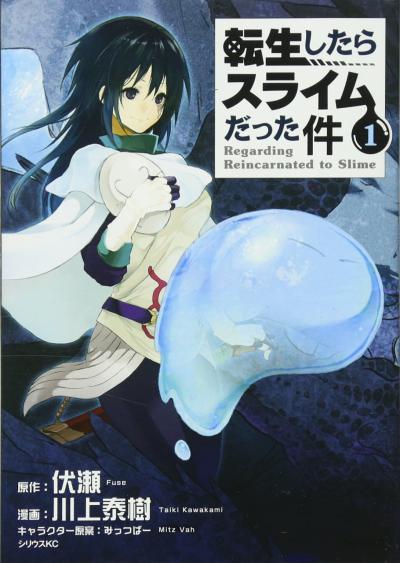 転生したら
スライム
だった件 1
Regarding
Reincarnated to Slime
原作：伏瀬 Fuse
漫画：川上泰樹 Taiki Kawakami
キャラクター原案：みっつばー Mitz Vah
シリウスKC